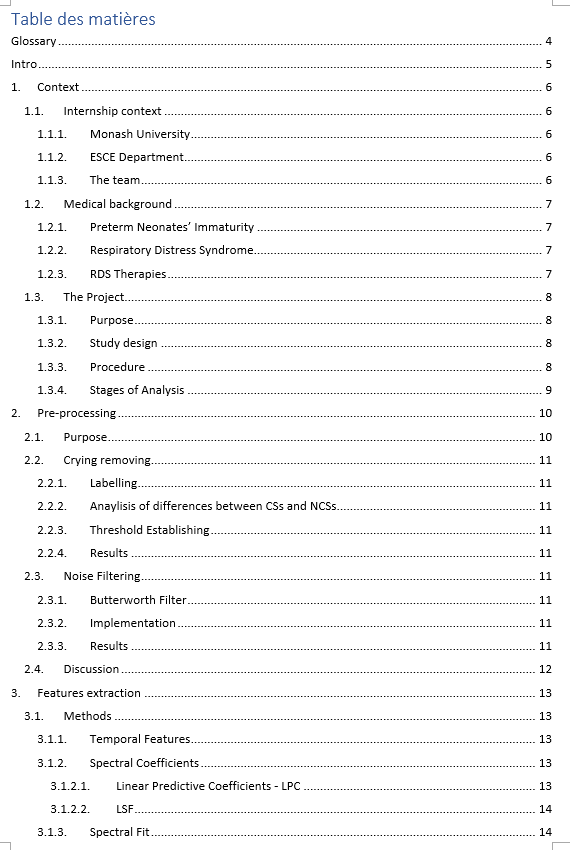 Table des matières
Glossary 4
Intro 5
1. Context 6
1.1. Internship context 6
1.1.1. Monash University 6
1.1.2. ESCE Department 6
1.1.3. The team 6
1.2. Medical background 7
1.2.1. Preterm Neonates’ Immaturity 7
1.2.2. Respiratory Distress Syndrome 7
1.2.3. RDS Therapies 7
1.3. The Project 8
1.3.1. Purpose 8
1.3.2. Study design 8
1.3.3. Procedure 8
1.3.4. Stages of Analysis 9
2. Pre-processing 10
2.1. Purpose 10
2.2. Crying removing 11
2.2.1. Labelling 11
2.2.2. Anaylisis of differences between CSs and NCSs 11
2.2.3. Threshold Establishing 11
2.2.4. Results 11
2.3. Noise Filtering 11
2.3.1. Butterworth Filter 11
2.3.2. Implementation 11
2.3.3. Results 11
2.4. Discussion 12
3. Features extraction 13
3.1. Methods 13
3.1.1. Temporal Features 13
3.1.2. Spectral Coefficients 13
3.1.2.1. Linear Predictive Coefficients - LPC 13
3.1.2.2. LSF 14
3.1.3. Spectral Fit 14